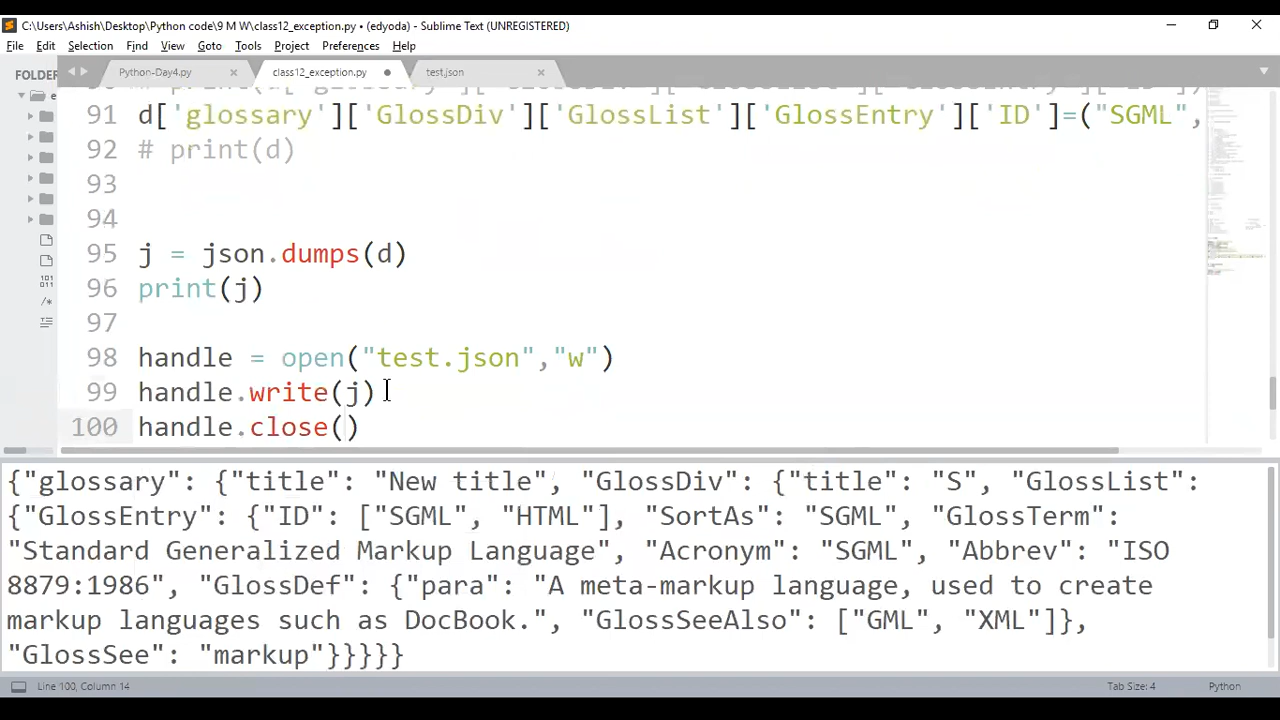 C:\Users\Ashish\Desktop\Python code\9 M W\class12_exception.py • (edyoda) - Sublime Text (UNREGISTERED)
File Edit Selection Find View Goto Tools Project Preferences Help
FOLDER
Python-Day4.py class12_exception.py test.json
91 d['glossary']['GlossDiv']['GlossList']['GlossEntry']['ID']=("SGML",
92 # print(d)
93
94
95 j = json.dumps(d)
96 print(j)
97
98 handle = open("test.json","w")
99 handle.write(j)
100 handle.close()
{"glossary": {"title": "New title", "GlossDiv": {"title": "S", "GlossList":
{"GlossEntry": {"ID": ["SGML", "HTML"], "SortAs": "SGML", "GlossTerm":
"Standard Generalized Markup Language", "Acronym": "SGML", "Abbrev": "ISO
8879:1986", "GlossDef": {"para": "A meta-markup language, used to create
markup languages such as DocBook.", "GlossSeeAlso": ["GML", "XML"]},
"GlossSee": "markup"}}}}}
Line 100, Column 14 Tab Size: 4 Python